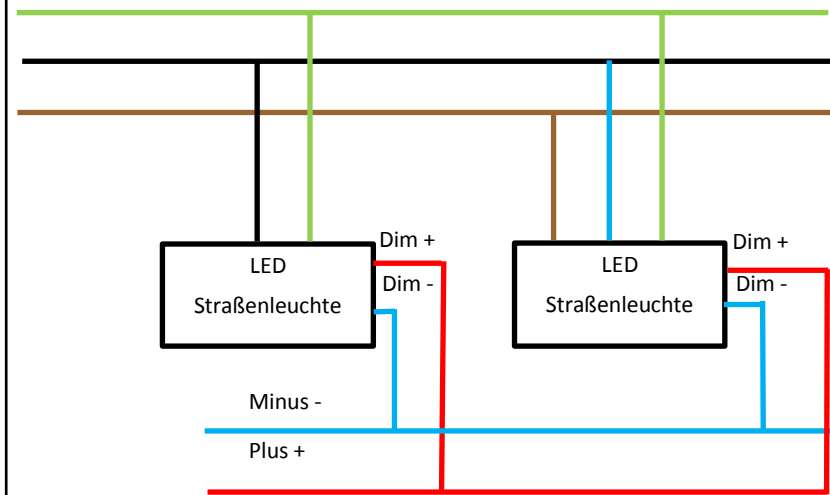 Dim +
LED
Dim -
Straßenleuchte
Dim +
LED
Dim -
Straßenleuchte
Minus -
Plus +